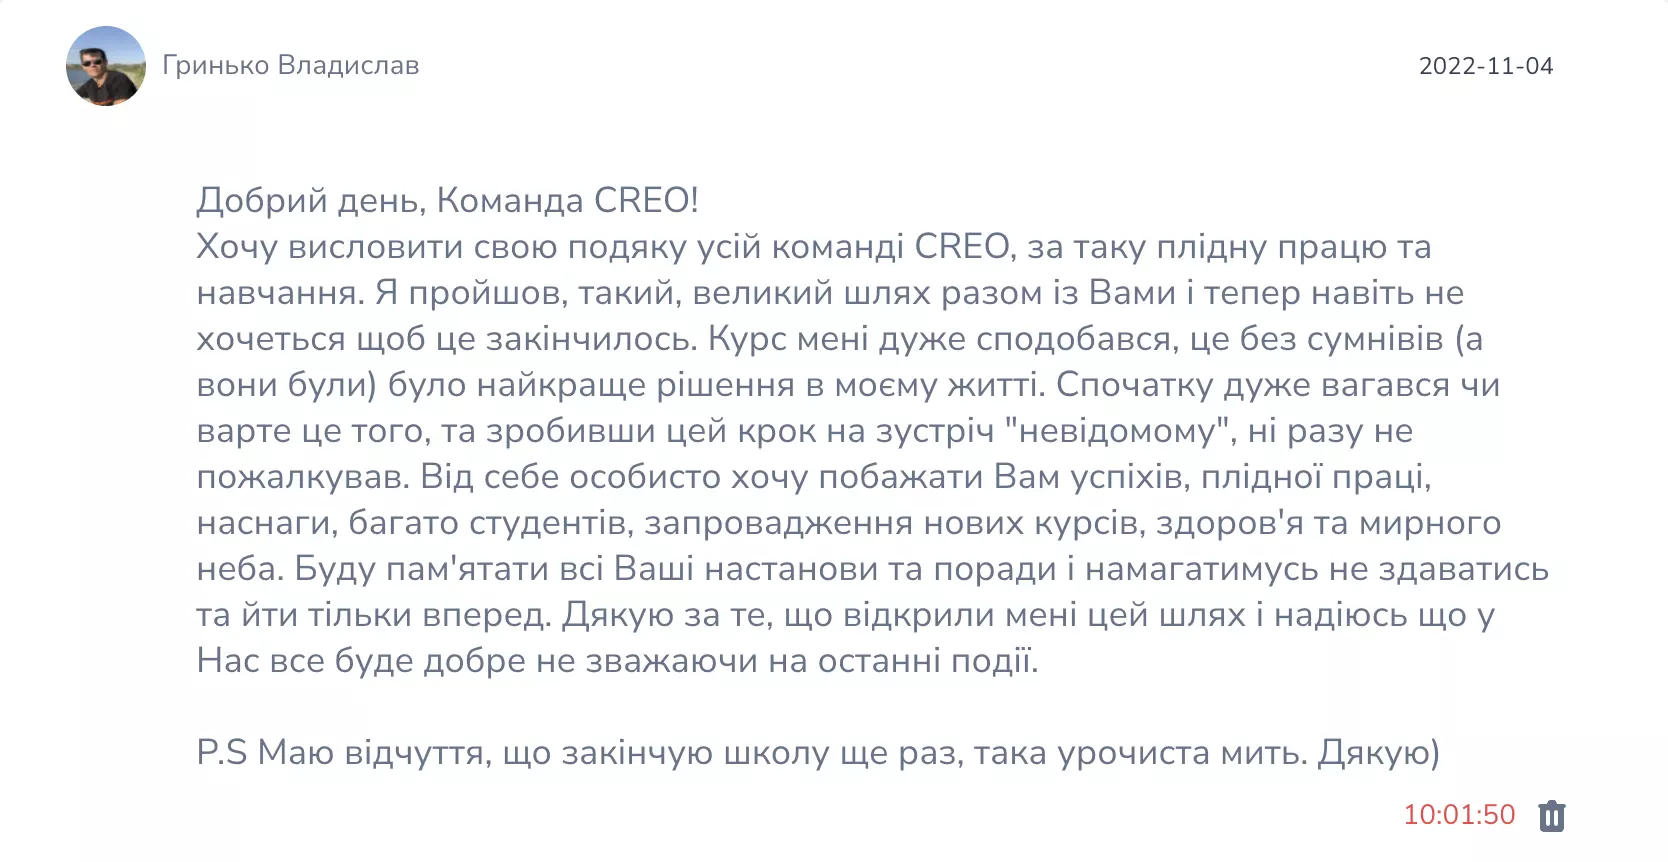 Гринько Владислав
2022-11-04
Добрий день, Команда CREO!
Хочу висловити свою подяку усій команді CREO, за таку плідну працю та
навчання. Я пройшов, такий, великий шлях разом із Вами і тепер навіть не
хочеться щоб це закінчилось. Курс мені дуже сподобався, це без сумнівів (а
вони були) було найкраще рішення в моєму житті. Спочатку дуже вагався чи
варте це того, та зробивши цей крок на зустріч "невідомому", ні разу не
пожалкував. Від себе особисто хочу побажати Вам успіхів, плідної праці,
наснаги, багато студентів, запровадження нових курсів, здоров'я та мирного
неба. Буду пам'ятати всі Ваші настанови та поради і намагатимусь не здаватись
та йти тільки вперед. Дякую за те, що відкрили мені цей шлях і надіюсь що у
Нас все буде добре не зважаючи на останні події.
P.S Маю відчуття, що закінчую школу ще раз, така урочиста мить. Дякую)
10:01:50